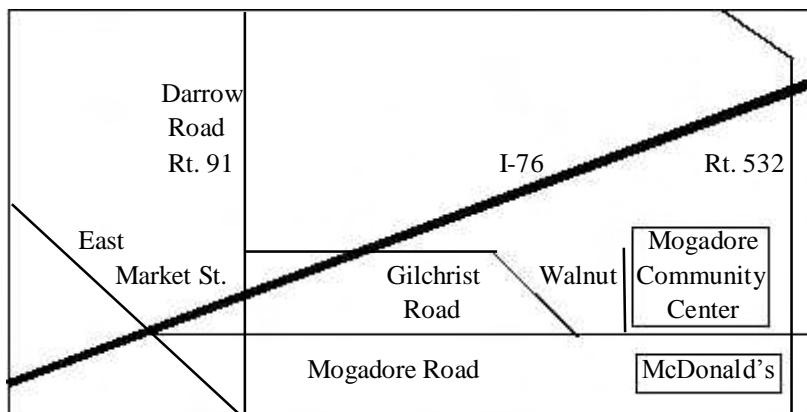 Darrow
Road
Rt. 91
I-76
Rt. 532
East
Market St.
Gilchrist
Road
Walnut
Mogadore
Community
Center
Mogadore Road
McDonald's